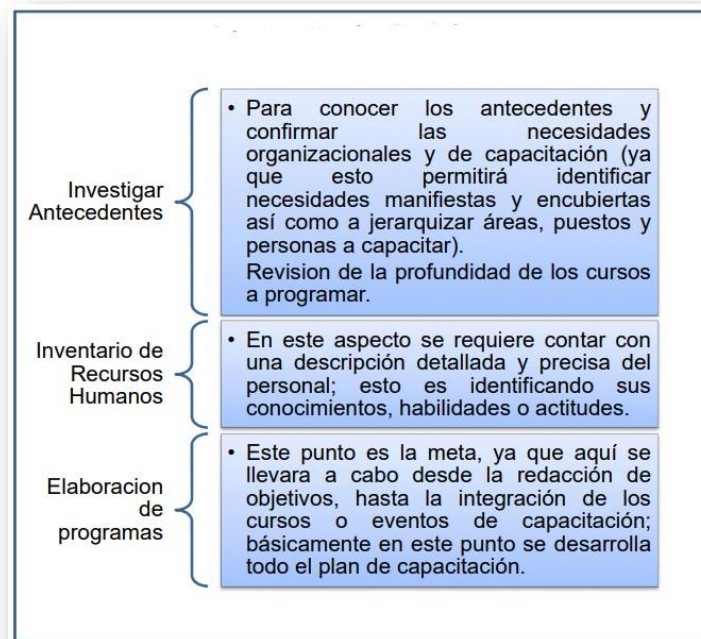 Investigar
Antecedentes
• Para conocer los antecedentes y
confirmar las necesidades
organizacionales y de capacitación (ya
que esto permitirá identificar
necesidades manifiestas y encubiertas
así como a jerarquizar áreas, puestos y
personas a capacitar).
Revision de la profundidad de los cursos
a programar.
Inventario de
Recursos
Humanos
• En este aspecto se requiere contar con
una descripción detallada y precisa del
personal; esto es identificando sus
conocimientos, habilidades o actitudes.
Elaboracion
de
programas
• Este punto es la meta, ya que aquí se
llevara a cabo desde la redacción de
objetivos, hasta la integración de los
cursos o eventos de capacitación;
básicamente en este punto se desarrolla
todo el plan de capacitación.